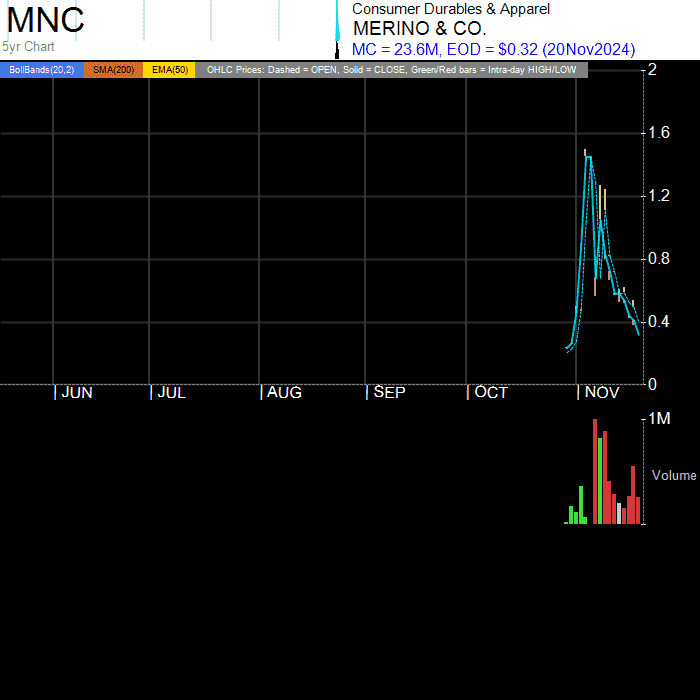 MNC
5yr Chart
Consumer Durables & Apparel
MERINO & CO.
MC = 23.6M, EOD = $0.32 (20Nov2024)
BollBands(20,2) SMA(200) EMA(50) OHLC Prices: Dashed = OPEN, Solid = CLOSE, Green/Red bars = Intra-day HIGH/LOW
2
1.6
1.2
0.8
0.4
0
JUN JUL AUG SEP OCT NOV
1M
Volume